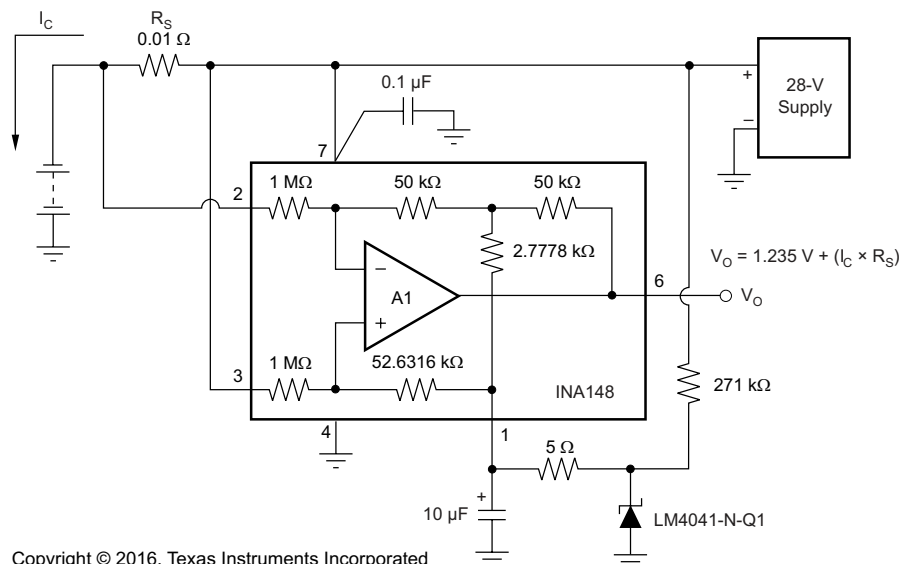 I_C
R_S
0.01 Ω
0.1 µF
+
28-V
Supply
−
7
2
1 MΩ
50 kΩ
50 kΩ
2.7778 kΩ
V_O = 1.235 V + (I_C × R_S)
−
A1
+
6
V_O
3
1 MΩ
52.6316 kΩ
INA148
271 kΩ
4
1
5 Ω
+
10 µF
LM4041-N-Q1
Copyright © 2016, Texas Instruments Incorporated